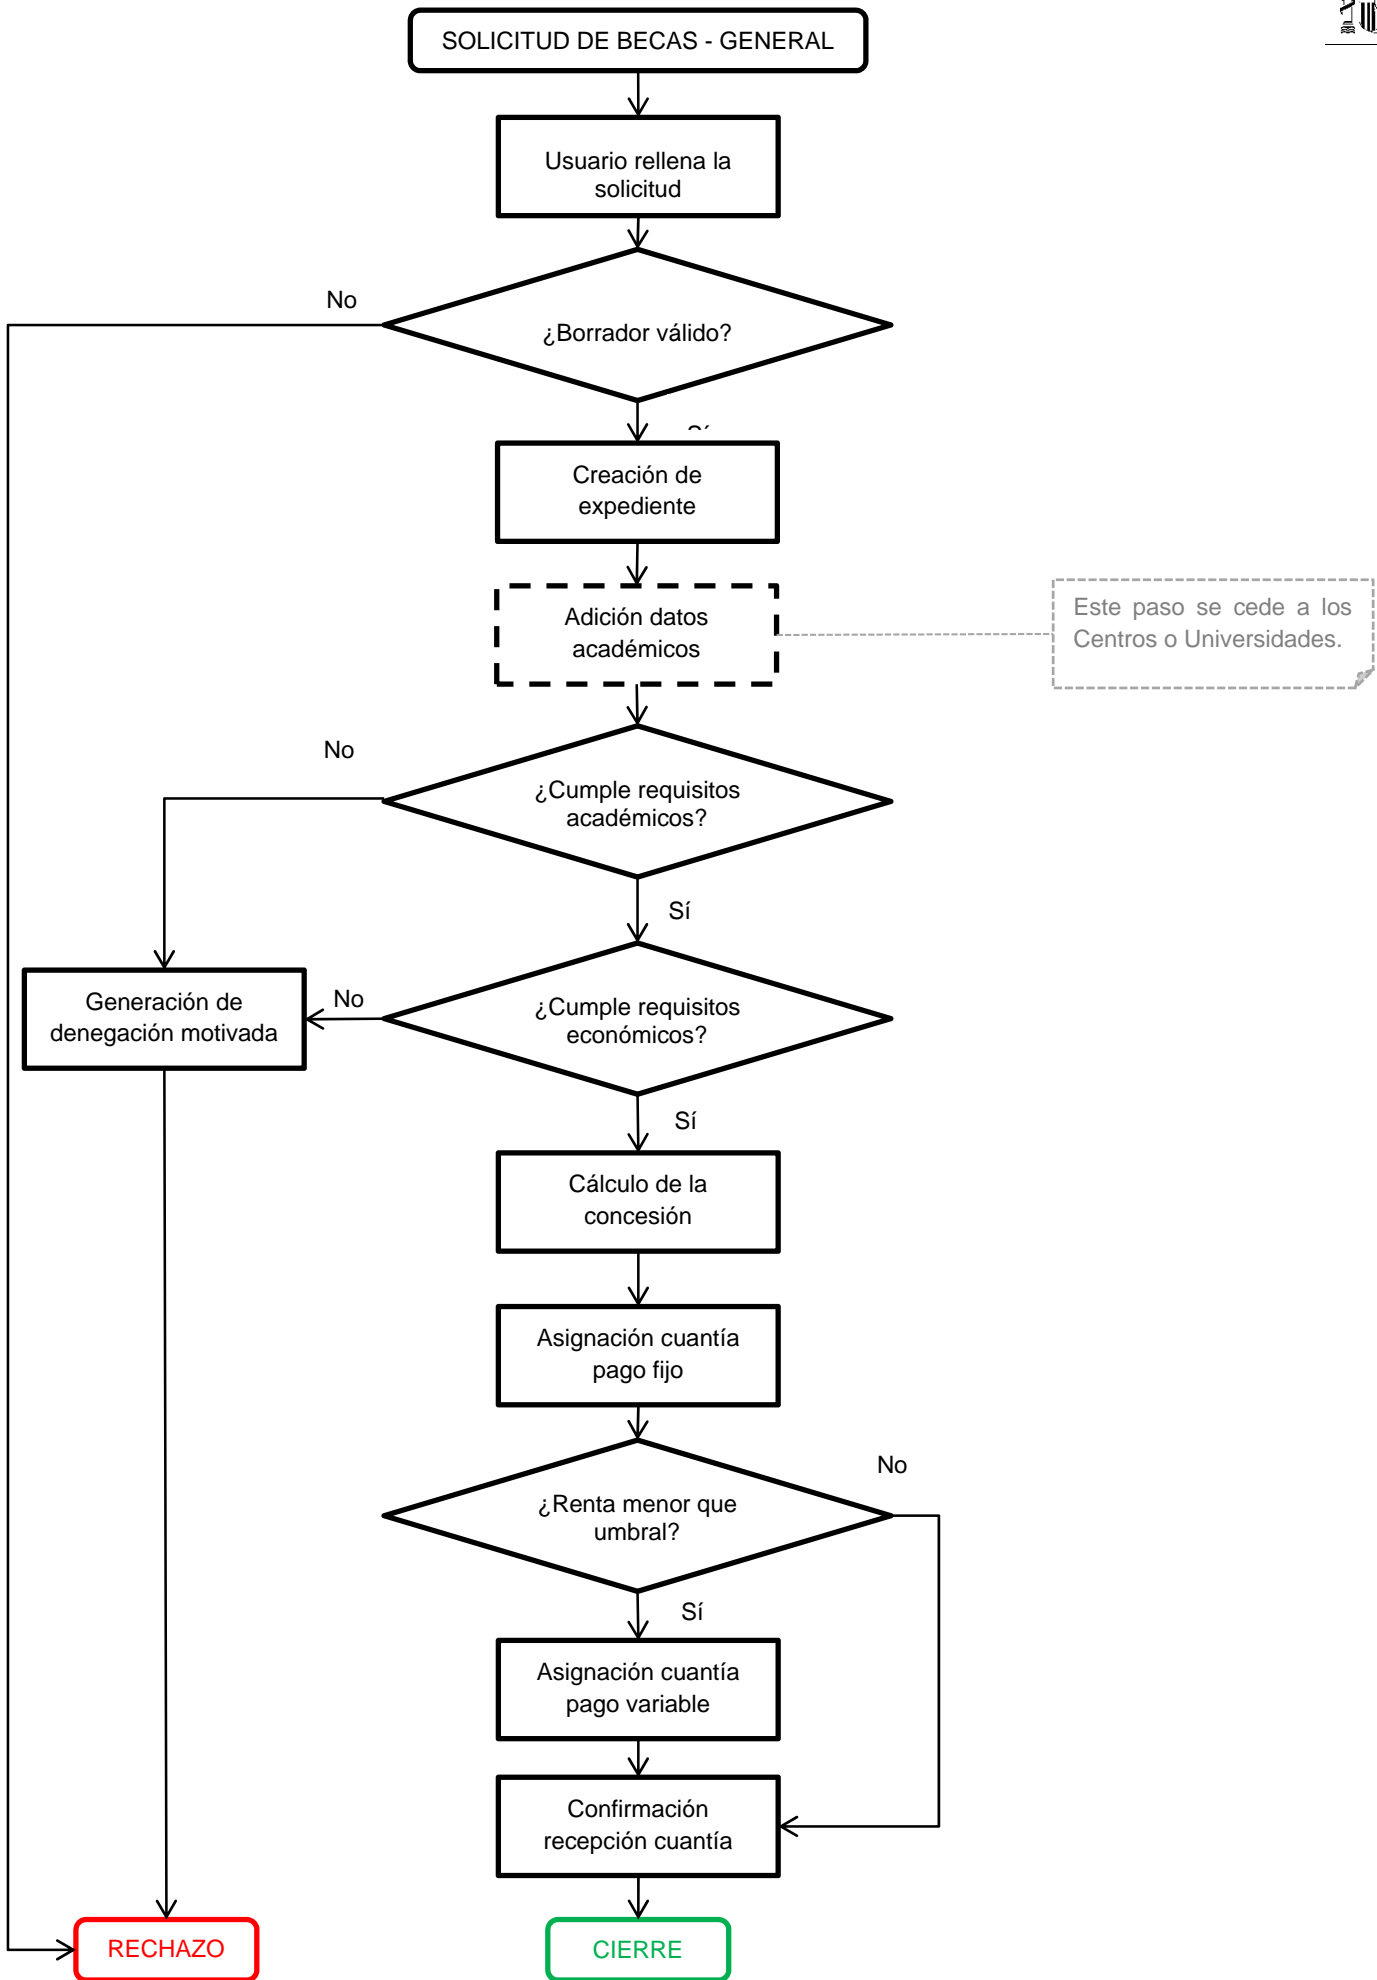 SOLICITUD DE BECAS - GENERAL
Usuario rellena la
solicitud
No
¿Borrador válido?
Creación de
expediente
Adición datos
académicos
Este paso se cede a los
Centros o Universidades.
No
¿Cumple requisitos
académicos?
Sí
Generación de
denegación motivada
No
¿Cumple requisitos
económicos?
Sí
Cálculo de la
concesión
Asignación cuantía
pago fijo
No
¿Renta menor que
umbral?
Sí
Asignación cuantía
pago variable
Confirmación
recepción cuantía
RECHAZO
CIERRE